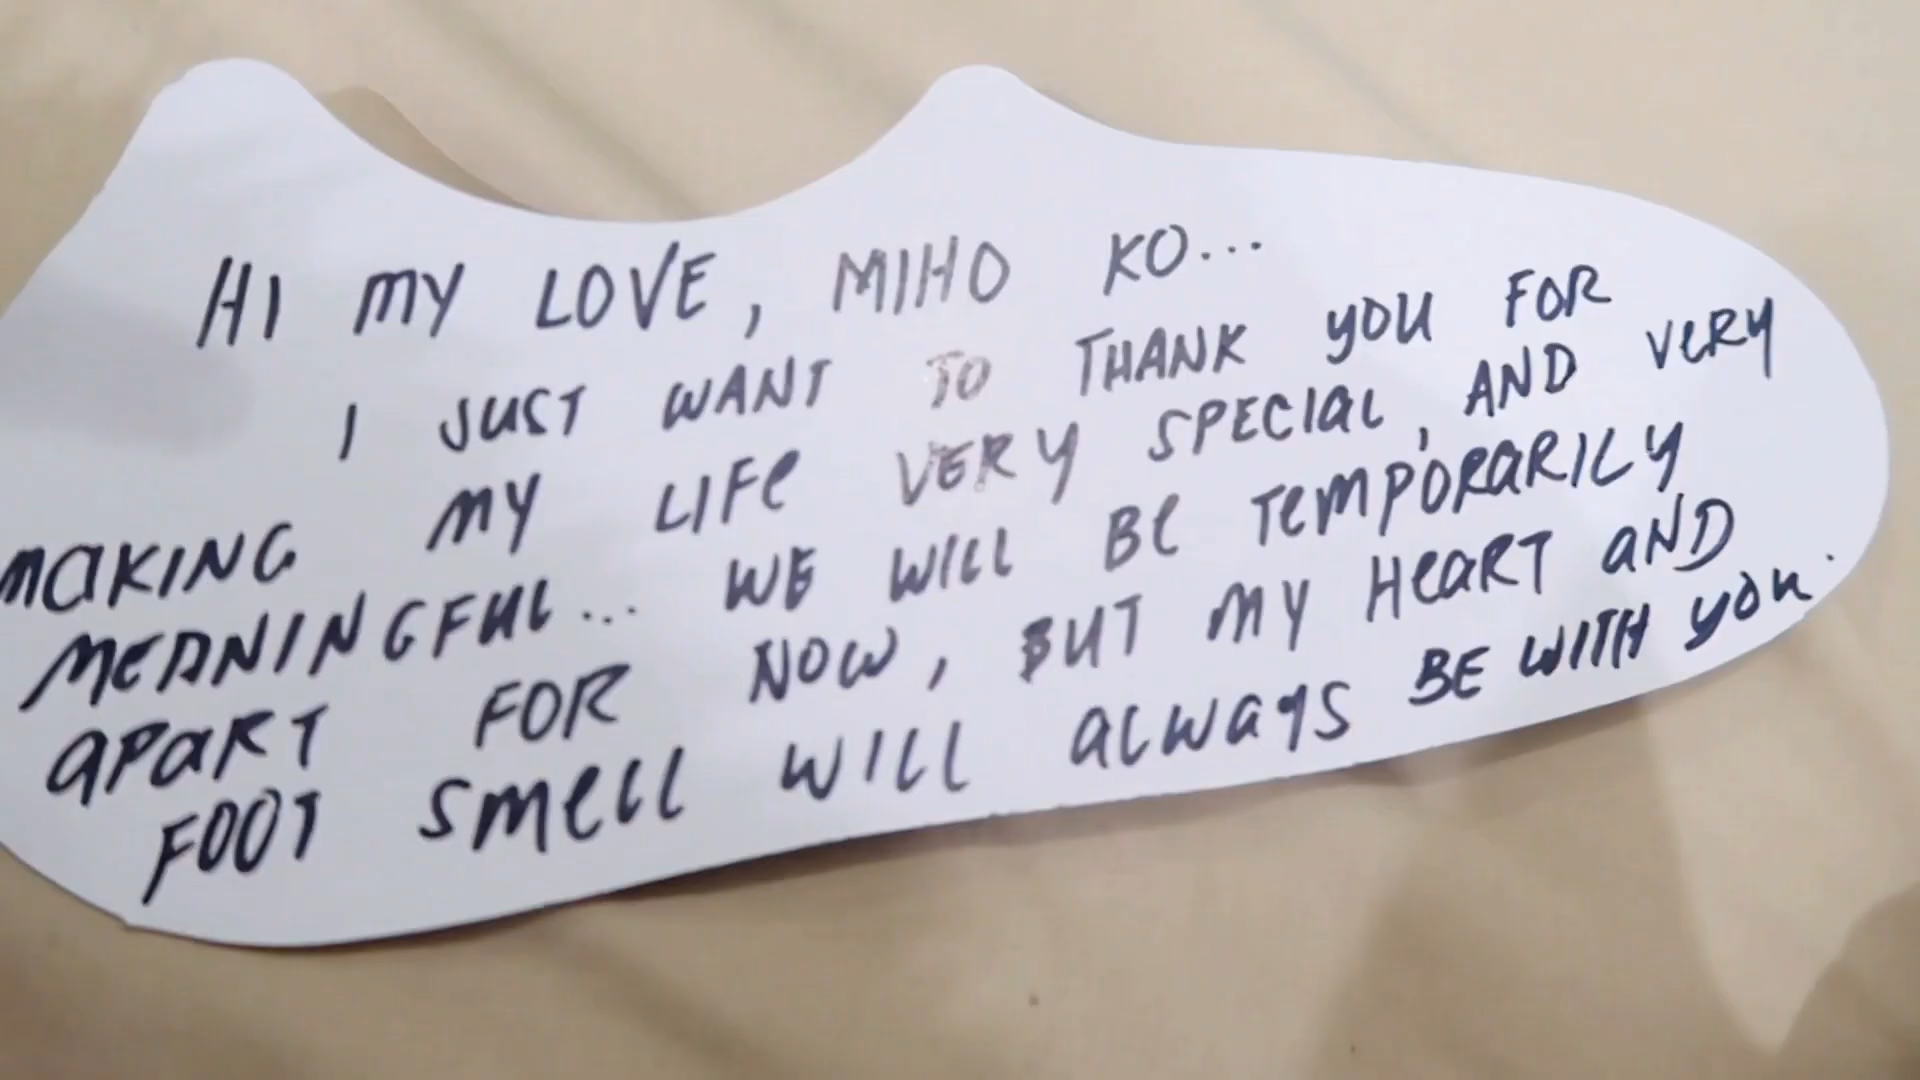 HI MY LOVE, MIHO KO...
I JUST WANT TO THANK YOU FOR
MAKING MY LIFE VERY SPECIAL, AND VERY
MEANINGFUL... WE WILL BE TEMPORARILY
APART FOR NOW, BUT MY HEART AND
FOOT SMELL WILL ALWAYS BE WITH YOU.